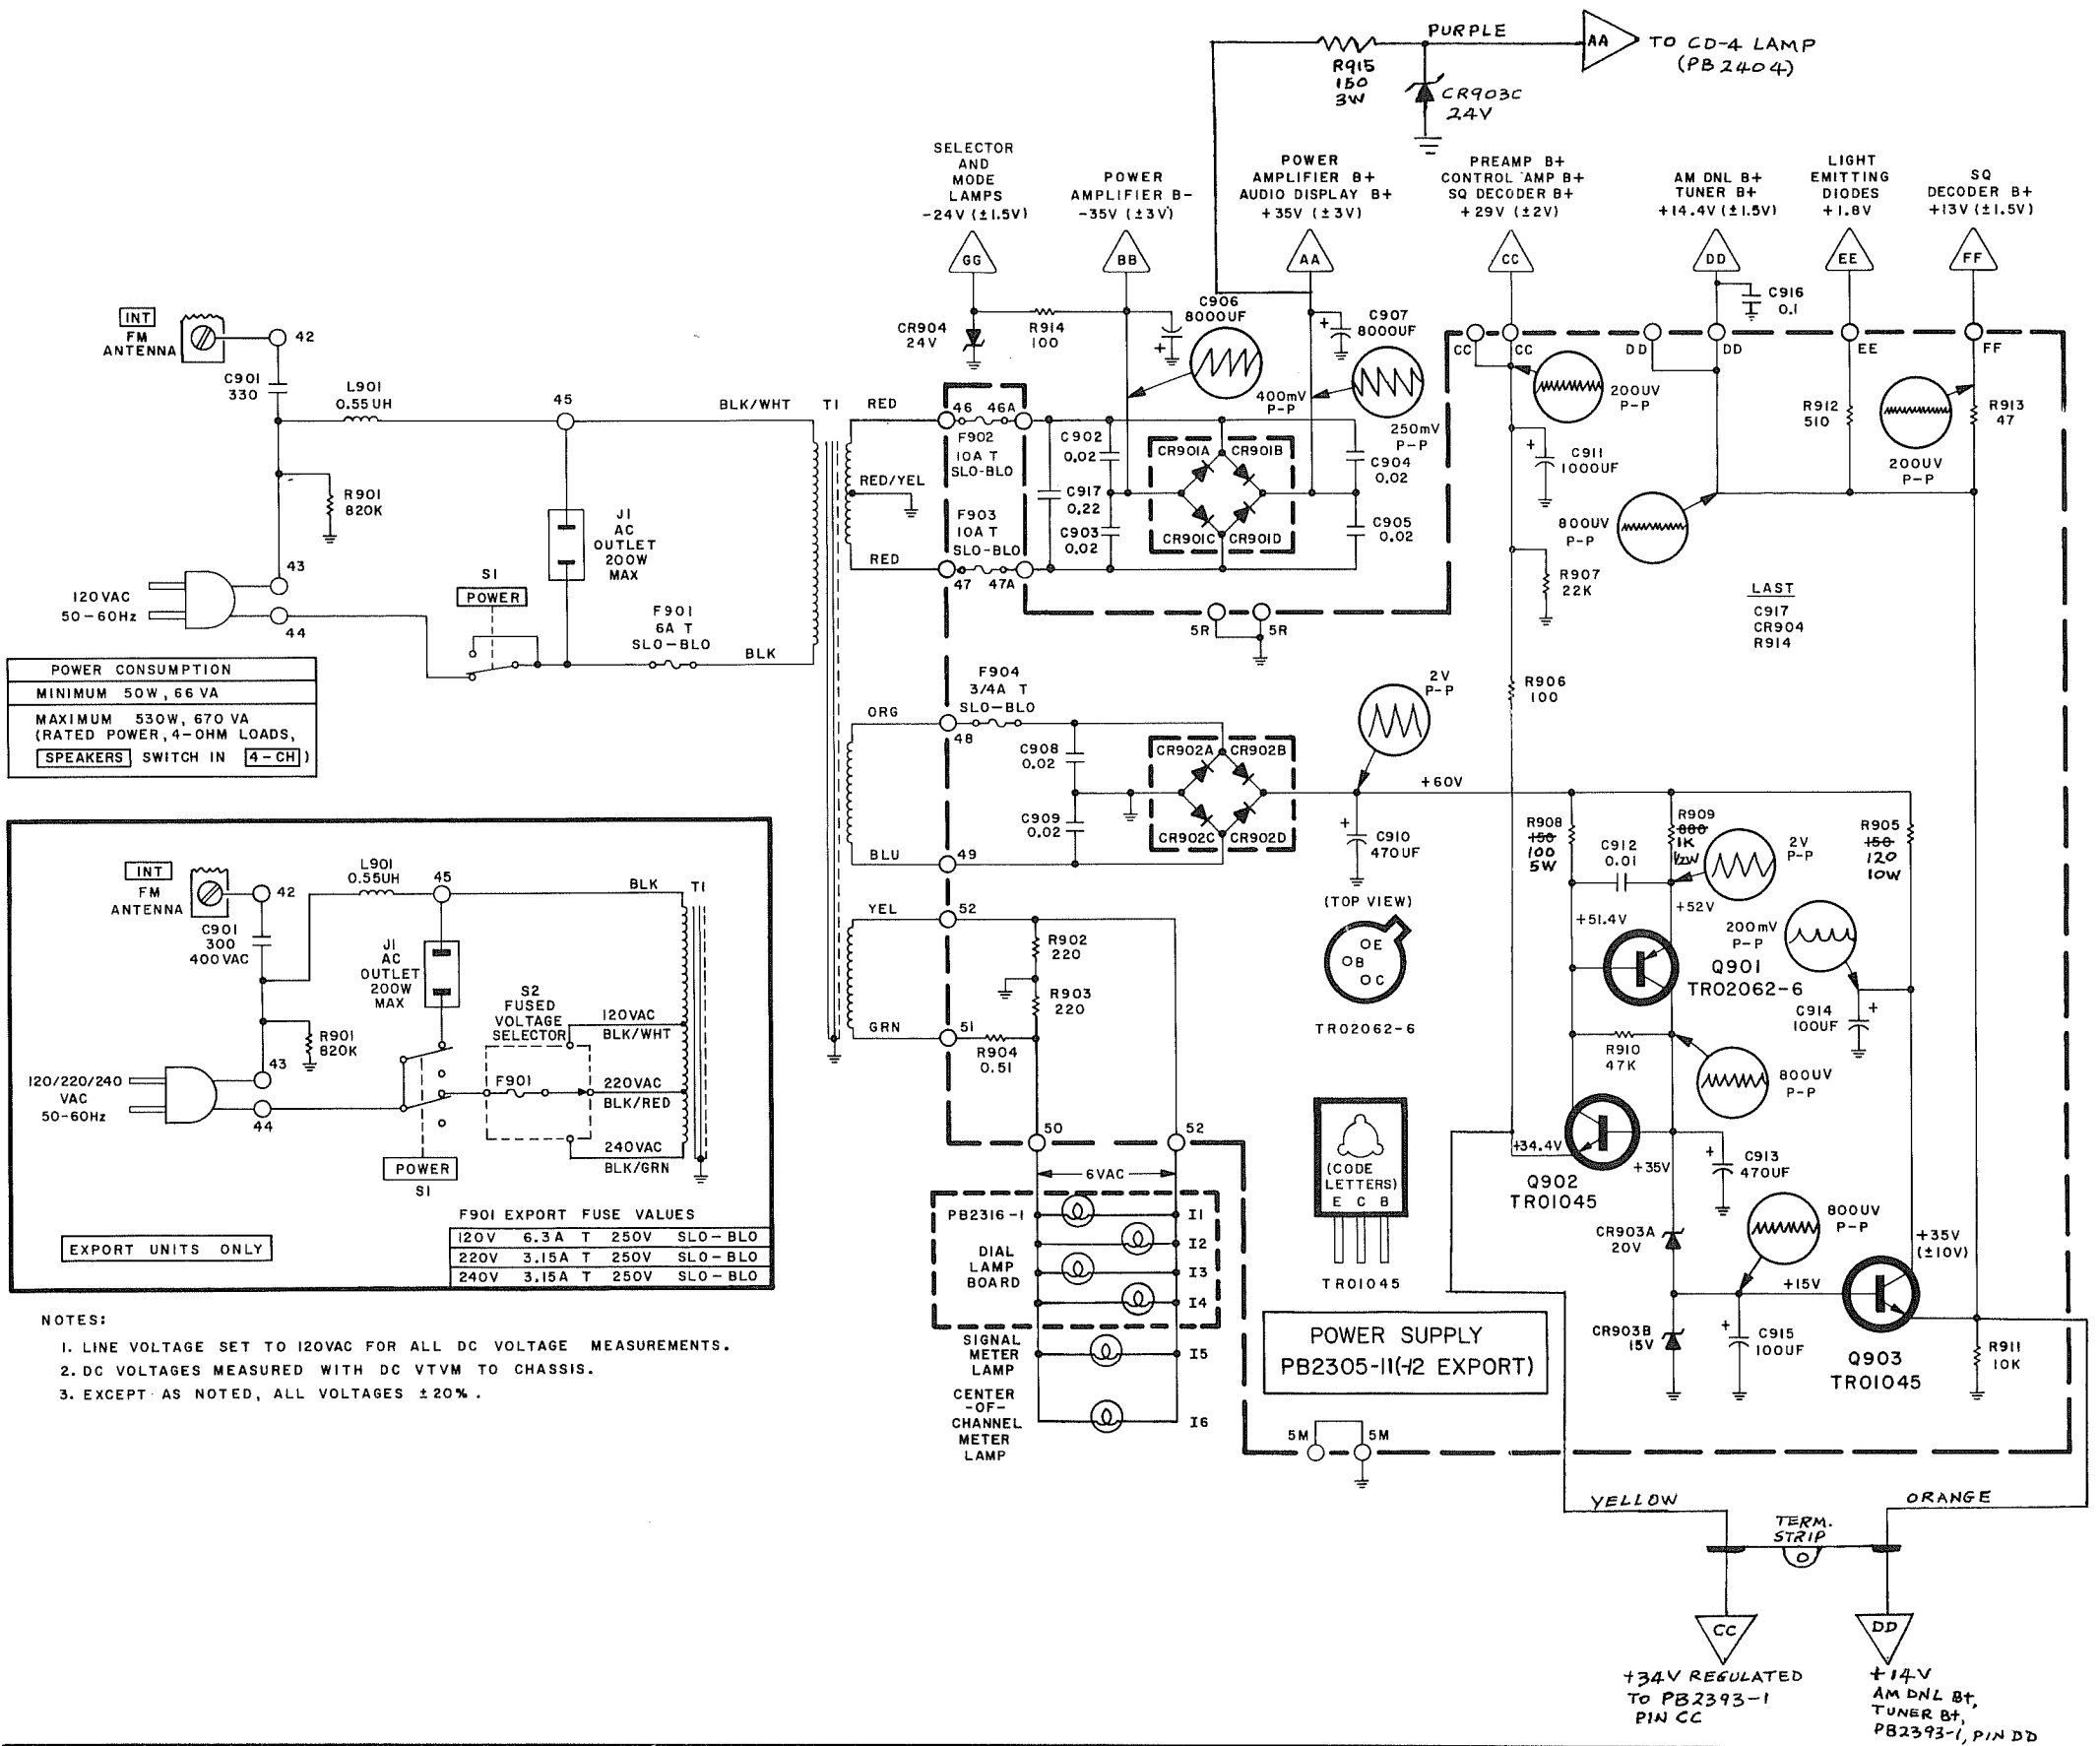 PURPLE
AA
TO CD-4 LAMP
(PB 2404)
R915
150
3W
CR903C
24V
SELECTOR
AND
MODE
LAMPS
-24V (±1.5V)
POWER
AMPLIFIER B-
-35V (±3V)
POWER
AMPLIFIER B+
AUDIO DISPLAY B+
+35V (±3V)
PREAMP B+
CONTROL AMP B+
SQ DECODER B+
+29V (±2V)
AM DNL B+
TUNER B+
+14.4V (±1.5V)
LIGHT
EMITTING
DIODES
+1.8V
SQ
DECODER B+
+13V (±1.5V)
GG
BB
AA
CC
DD
EE
FF
INT
FM
ANTENNA
42
C901
330
L901
0.55UH
45
BLK/WHT
T1
RED
R901
820K
J1
AC
OUTLET
200W
MAX
43
120VAC
50-60Hz
44
S1
POWER
F901
6A T
SLO-BLO
BLK
CR904
24V
R914
100
C906
8000UF
C907
8000UF
400mV
P-P
250mV
P-P
46
46A
F902
10A T
SLO-BLO
RED/YEL
F903
10A T
SLO-BLO
RED
47
47A
C902
0.02
C917
0.22
C903
0.02
CR901A
CR901B
CR901C
CR901D
C904
0.02
C905
0.02
5R
5R
CC
CC
DD
DD
EE
FF
C916
0.1
200UV
P-P
C911
1000UF
R912
510
R913
47
200UV
P-P
800UV
P-P
R907
22K
LAST
C917
CR904
R914
R906
100
POWER CONSUMPTION
MINIMUM 50W, 66 VA
MAXIMUM 530W, 670 VA
(RATED POWER, 4-OHM LOADS,
SPEAKERS SWITCH IN 4-CH)
ORG
48
F904
3/4A T
SLO-BLO
C908
0.02
C909
0.02
CR902A
CR902B
CR902C
CR902D
BLU
49
2V
P-P
+60V
C910
470UF
R908
150
100
5W
R909
880
1K
1/2W
C912
0.01
2V
P-P
R905
150
120
10W
+51.4V
+52V
Q901
TR02062-6
200mV
P-P
C914
100UF
R910
47K
800UV
P-P
(TOP VIEW)
E
B
C
TR02062-6
YEL
52
R902
220
R903
220
GRN
51
R904
0.51
50
52
6VAC
(CODE
LETTERS)
E C B
TR01045
+34.4V
+35V
Q902
TR01045
C913
470UF
CR903A
20V
800UV
P-P
+35V
(±10V)
+15V
CR903B
15V
C915
100UF
Q903
TR01045
R911
10K
INT
FM
ANTENNA
42
C901
300
400VAC
L901
0.55UH
45
BLK
T1
J1
AC
OUTLET
200W
MAX
R901
820K
S2
FUSED
VOLTAGE
SELECTOR
120VAC
BLK/WHT
F901
220VAC
BLK/RED
240VAC
BLK/GRN
43
120/220/240
VAC
50-60Hz
44
POWER
S1
EXPORT UNITS ONLY
F901 EXPORT FUSE VALUES
120V 6.3A T 250V SLO-BLO
220V 3.15A T 250V SLO-BLO
240V 3.15A T 250V SLO-BLO
PB2316-1
DIAL
LAMP
BOARD
I1
I2
I3
I4
SIGNAL
METER
LAMP
I5
CENTER
-OF-
CHANNEL
METER
LAMP
I6
POWER SUPPLY
PB2305-11(-12 EXPORT)
5M
5M
NOTES:
1. LINE VOLTAGE SET TO 120VAC FOR ALL DC VOLTAGE MEASUREMENTS.
2. DC VOLTAGES MEASURED WITH DC VTVM TO CHASSIS.
3. EXCEPT AS NOTED, ALL VOLTAGES ±20%.
YELLOW
ORANGE
TERM.
STRIP
CC
DD
+34V REGULATED
TO PB2393-1
PIN CC
+14V
AM DNL B+,
TUNER B+,
PB2393-1, PIN DD